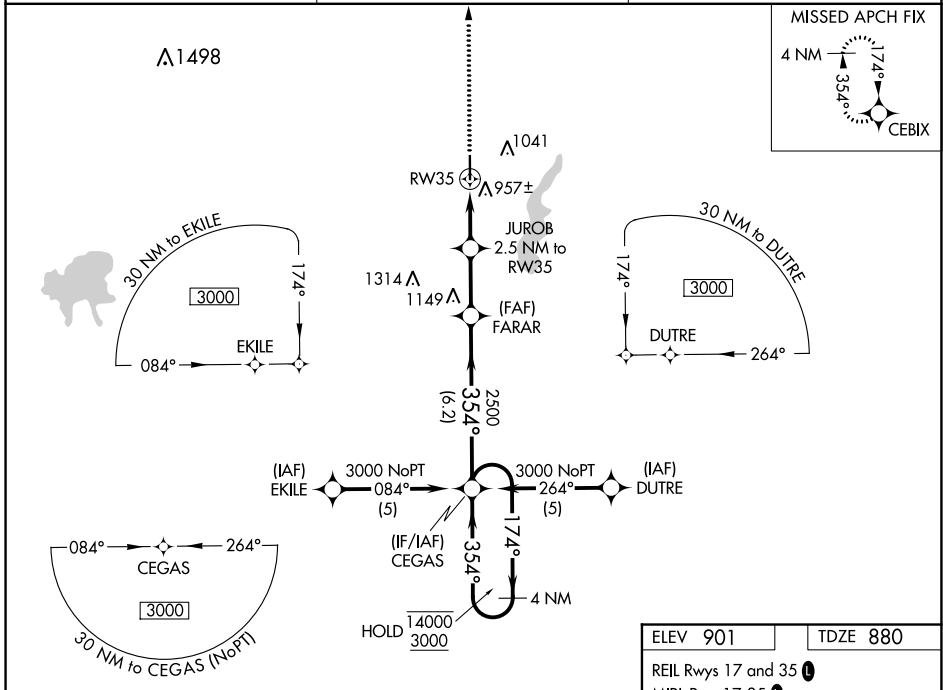 MISSED APCH FIX
4 NM
174°
354°
CEBIX
1498
1041
RW35
957±
JUROB
2.5 NM to
RW35
1314
1149
(FAF)
FARAR
30 NM to EKILE
3000
174°
084°
EKILE
30 NM to DUTRE
3000
174°
DUTRE
264°
2500
354°
(6.2)
(IAF)
EKILE
3000 NoPT
084°
(5)
3000 NoPT
264°
(5)
(IAF)
DUTRE
(IF/IAF)
CEGAS
354°
174°
4 NM
HOLD 14000
3000
084°
264°
CEGAS
3000
30 NM to CEGAS (NoPT)
ELEV 901
TDZE 880
REIL Rwys 17 and 35 L